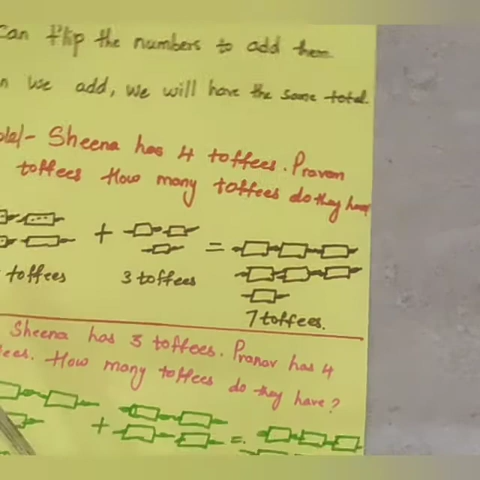 can flip the numbers to add them
we add, we will have the same total.
Sheena has 4 toffees. Pravan
toffees How many toffees do they have
+ =
toffees 3 toffees
7 toffees.
Sheena has 3 toffees. Pranav has 4
How many toffees do they have?
+ =